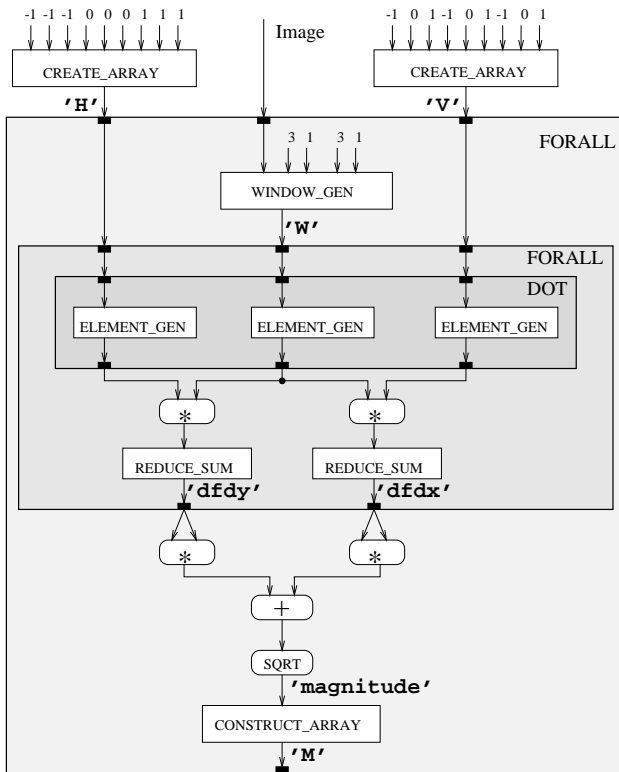 -1 -1 -1 0 0 0 1 1 1
Image
-1 0 1 -1 0 1 -1 0 1
CREATE_ARRAY
CREATE_ARRAY
'H'
'V'
FORALL
3 1 3 1
WINDOW_GEN
'W'
FORALL
DOT
ELEMENT_GEN
ELEMENT_GEN
ELEMENT_GEN
*
*
REDUCE_SUM
REDUCE_SUM
'dfdy'
'dfdx'
*
*
+
SQRT
'magnitude'
CONSTRUCT_ARRAY
'M'